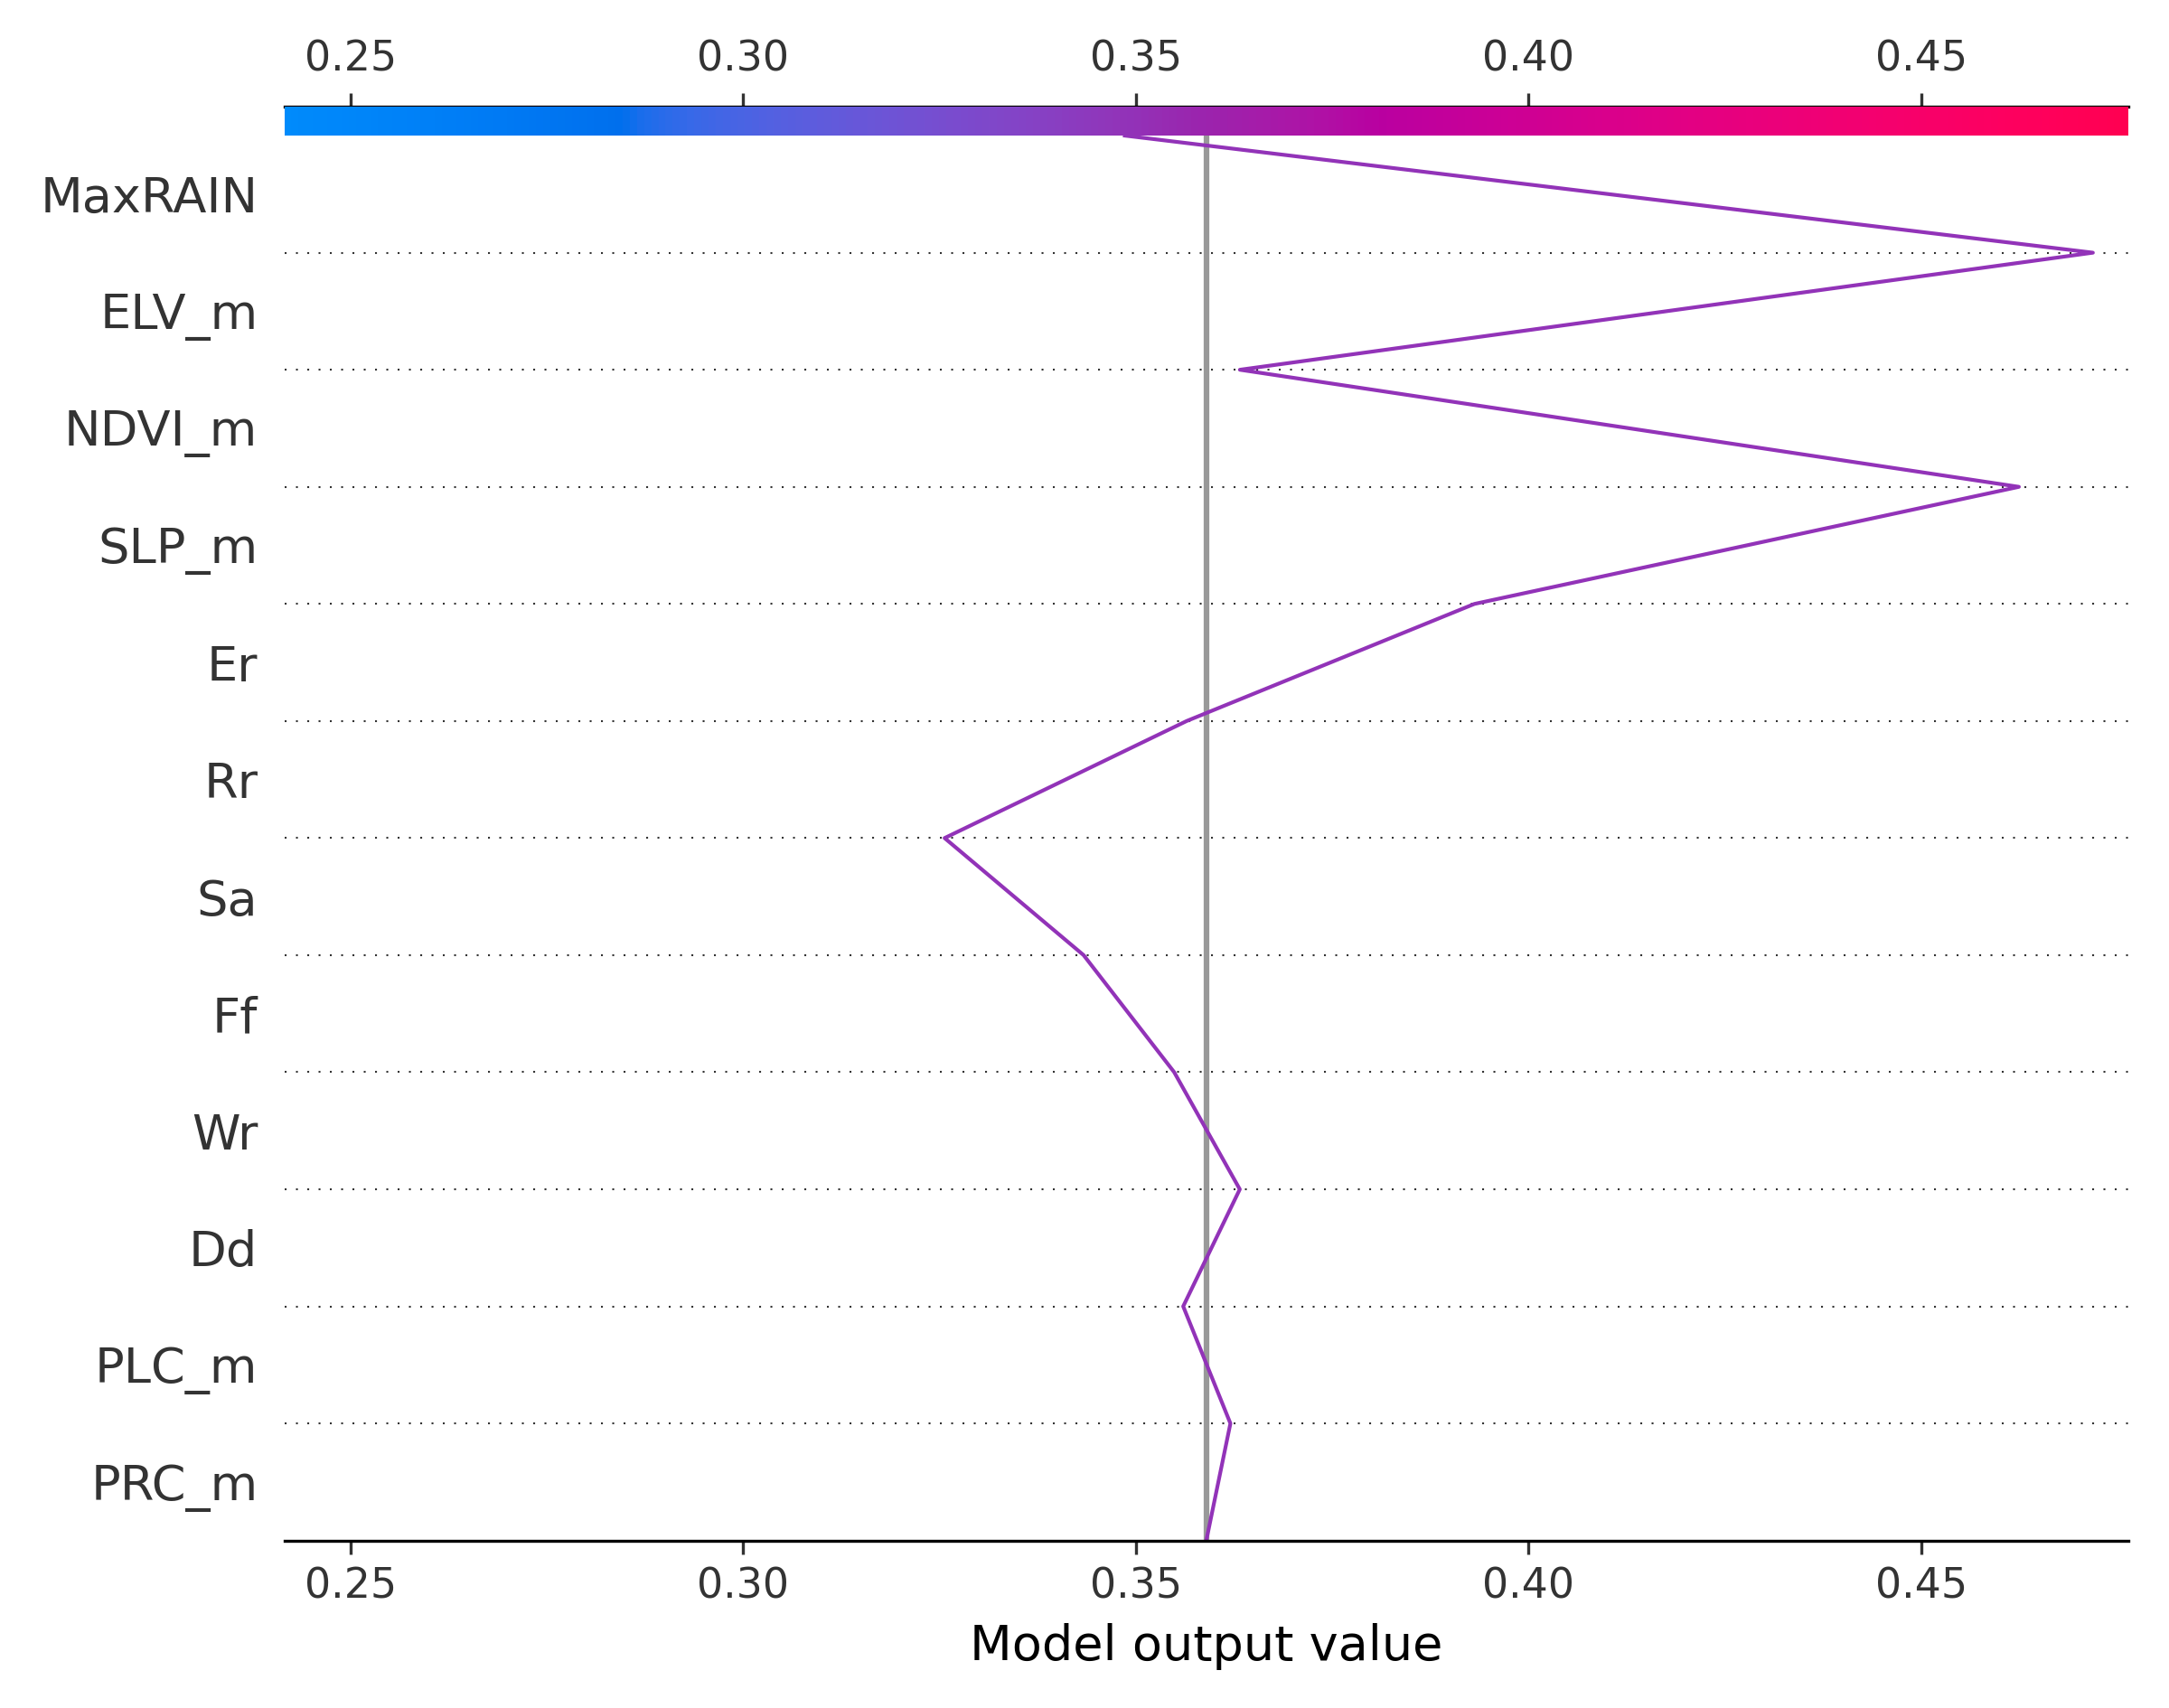 0.25 0.30 0.35 0.40 0.45
MaxRAIN
ELV_m
NDVI_m
SLP_m
Er
Rr
Sa
Ff
Wr
Dd
PLC_m
PRC_m
0.25 0.30 0.35 0.40 0.45
Model output value